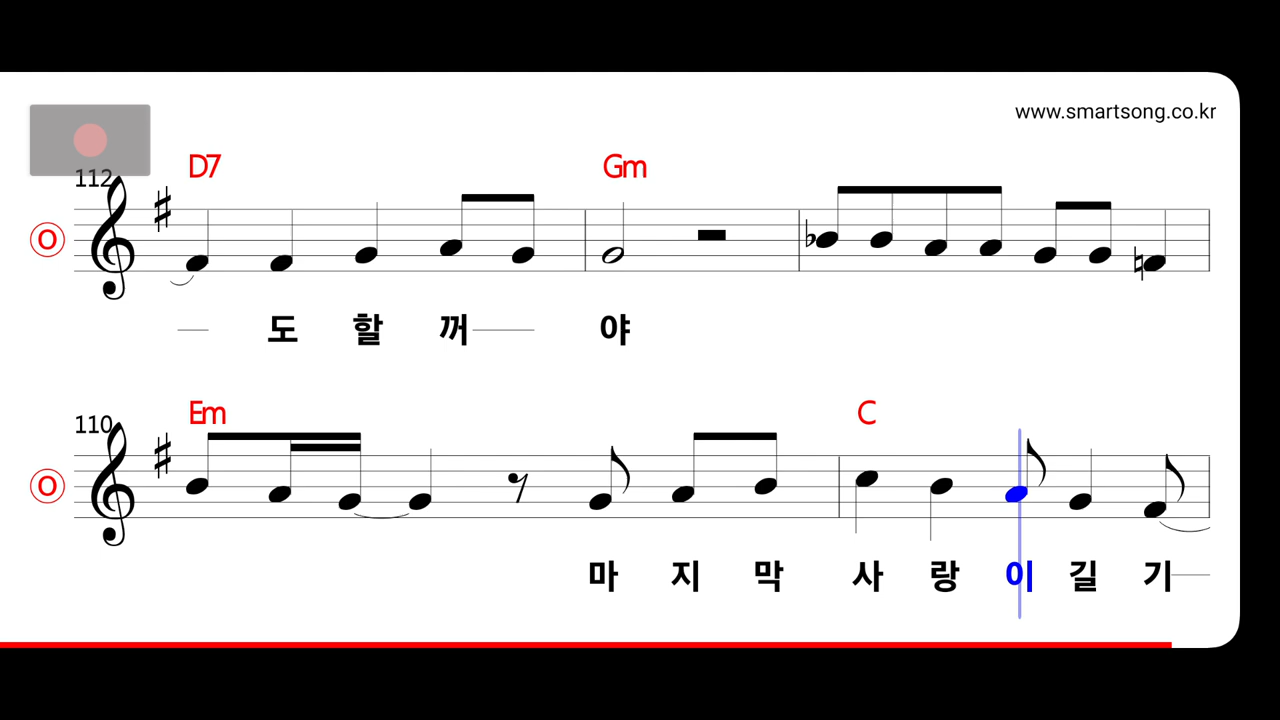 www.smartsong.co.kr
D7 Gm
112
O
도 할 꺼 야
Em C
110
O
마 지 막 사 랑 이 길 기